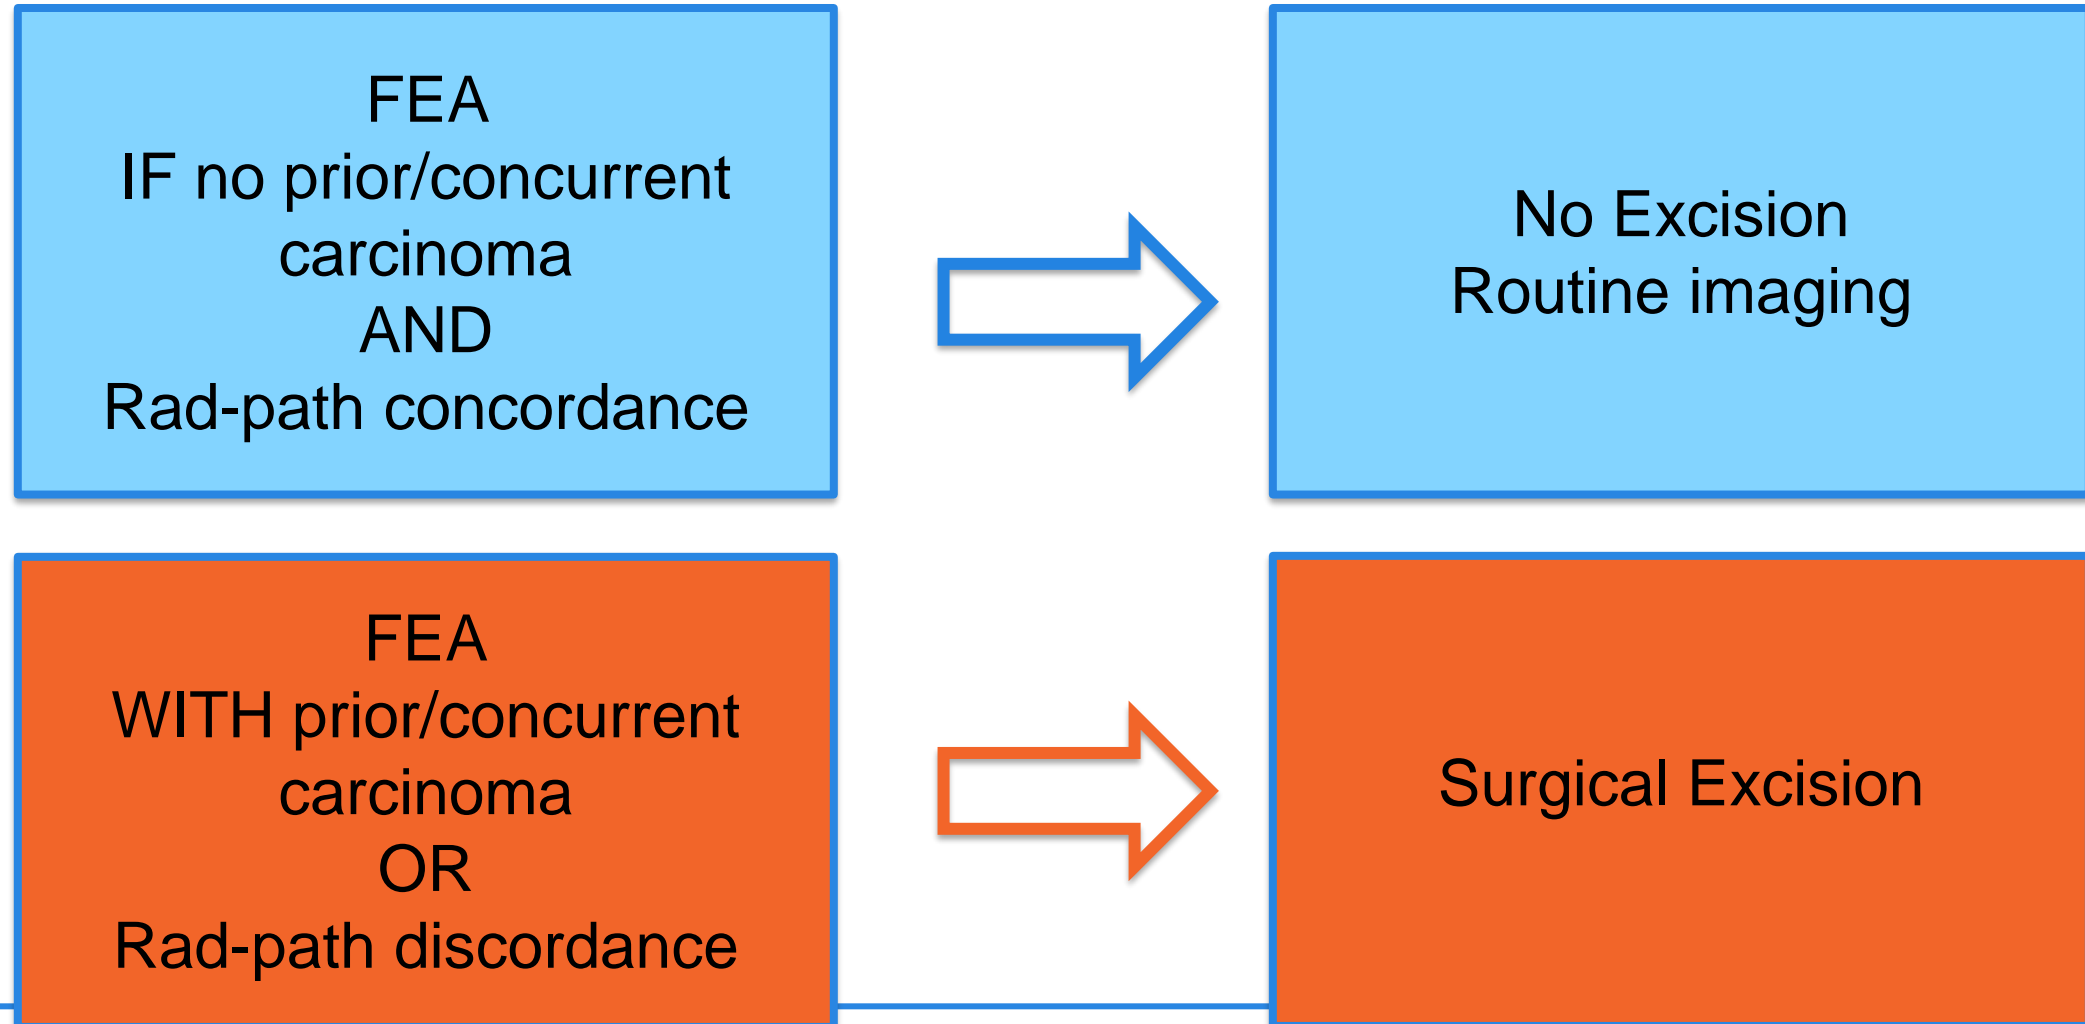 FEA
IF no prior/concurrent
carcinoma
AND
Rad-path concordance
No Excision
Routine imaging
FEA
WITH prior/concurrent
carcinoma
OR
Rad-path discordance
Surgical Excision